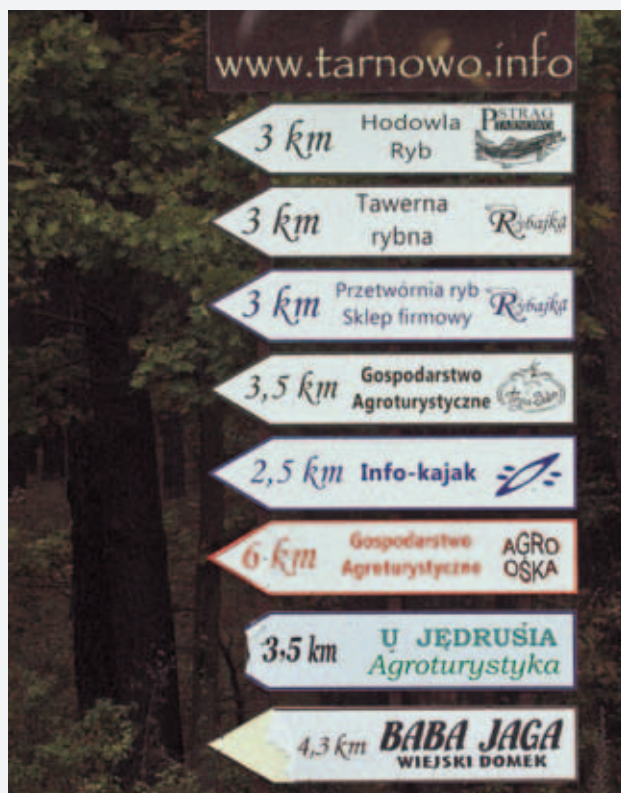 www.tarnowo.info
3 km Hodowla Ryb PSTRĄG TARNOWO
3 km Tawerna rybna Rybajka
3 km Przetwórnia ryb Sklep firmowy Rybajka
3,5 km Gospodarstwo Agroturystyczne
2,5 km Info-kajak
6 km Gospodarstwo Agroturystyczne AGRO OŚKA
3,5 km U JĘDRUSIA Agroturystyka
4,3 km BABA JAGA WIEJSKI DOMEK